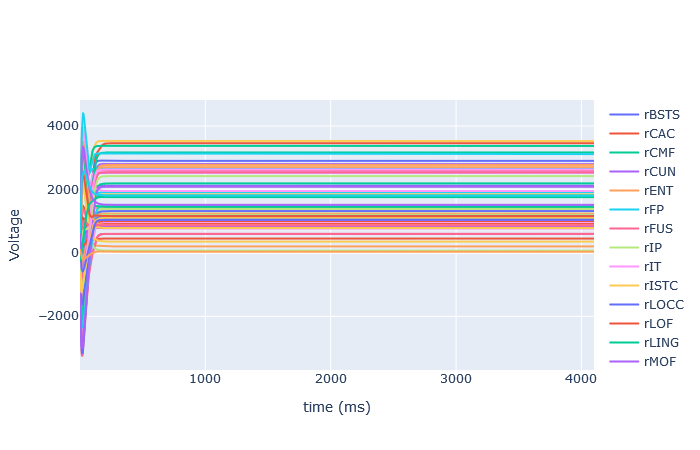 4000
2000
0
−2000
Voltage
1000
2000
3000
4000
time (ms)
rBSTS
rCAC
rCMF
rCUN
rENT
rFP
rFUS
rIP
rIT
rISTC
rLOCC
rLOF
rLING
rMOF